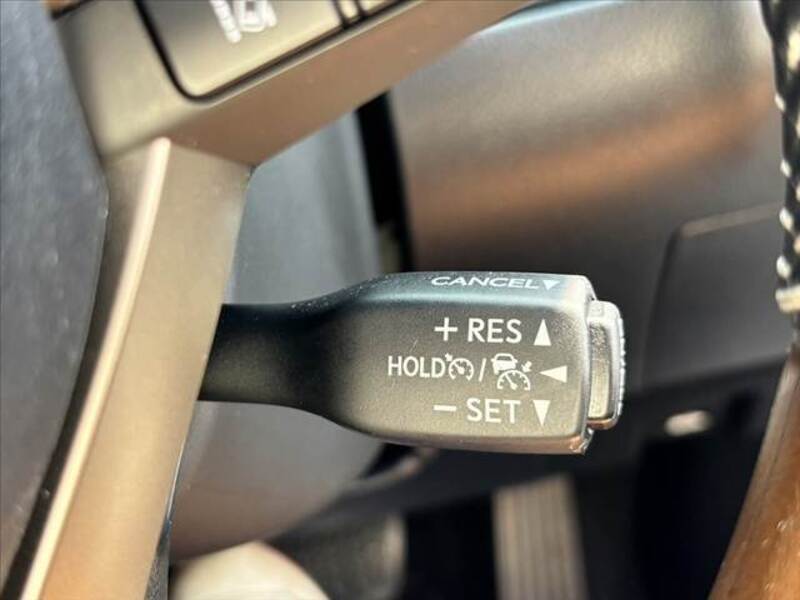 CANCEL▼
+ RES ▲
HOLD / ◄
− SET ▼